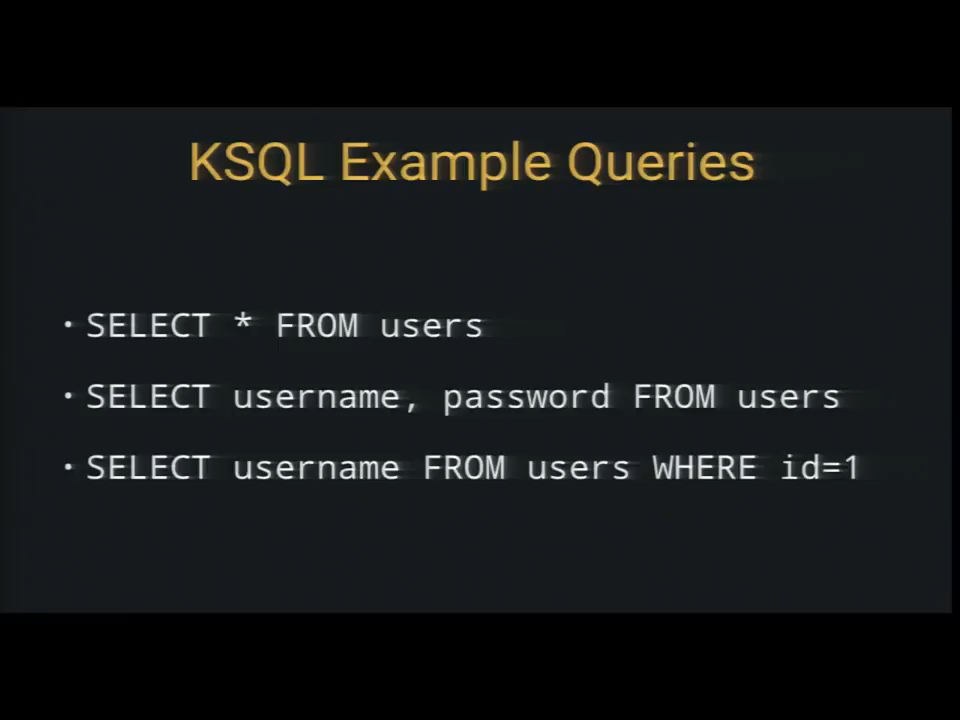 KSQL Example Queries
· SELECT * FROM users
· SELECT username, password FROM users
· SELECT username FROM users WHERE id=1